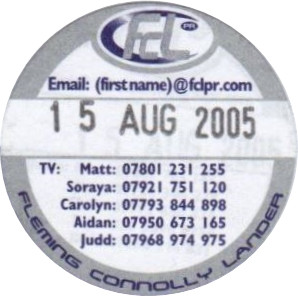 FCL PR
Email: (firstname)@fclpr.com
15 AUG 2005
TV: Matt: 07801 231 255
Soraya: 07921 751 120
Carolyn: 07793 844 898
Aidan: 07950 673 165
Judd: 07968 974 975
FLEMING CONNOLLY LANDER